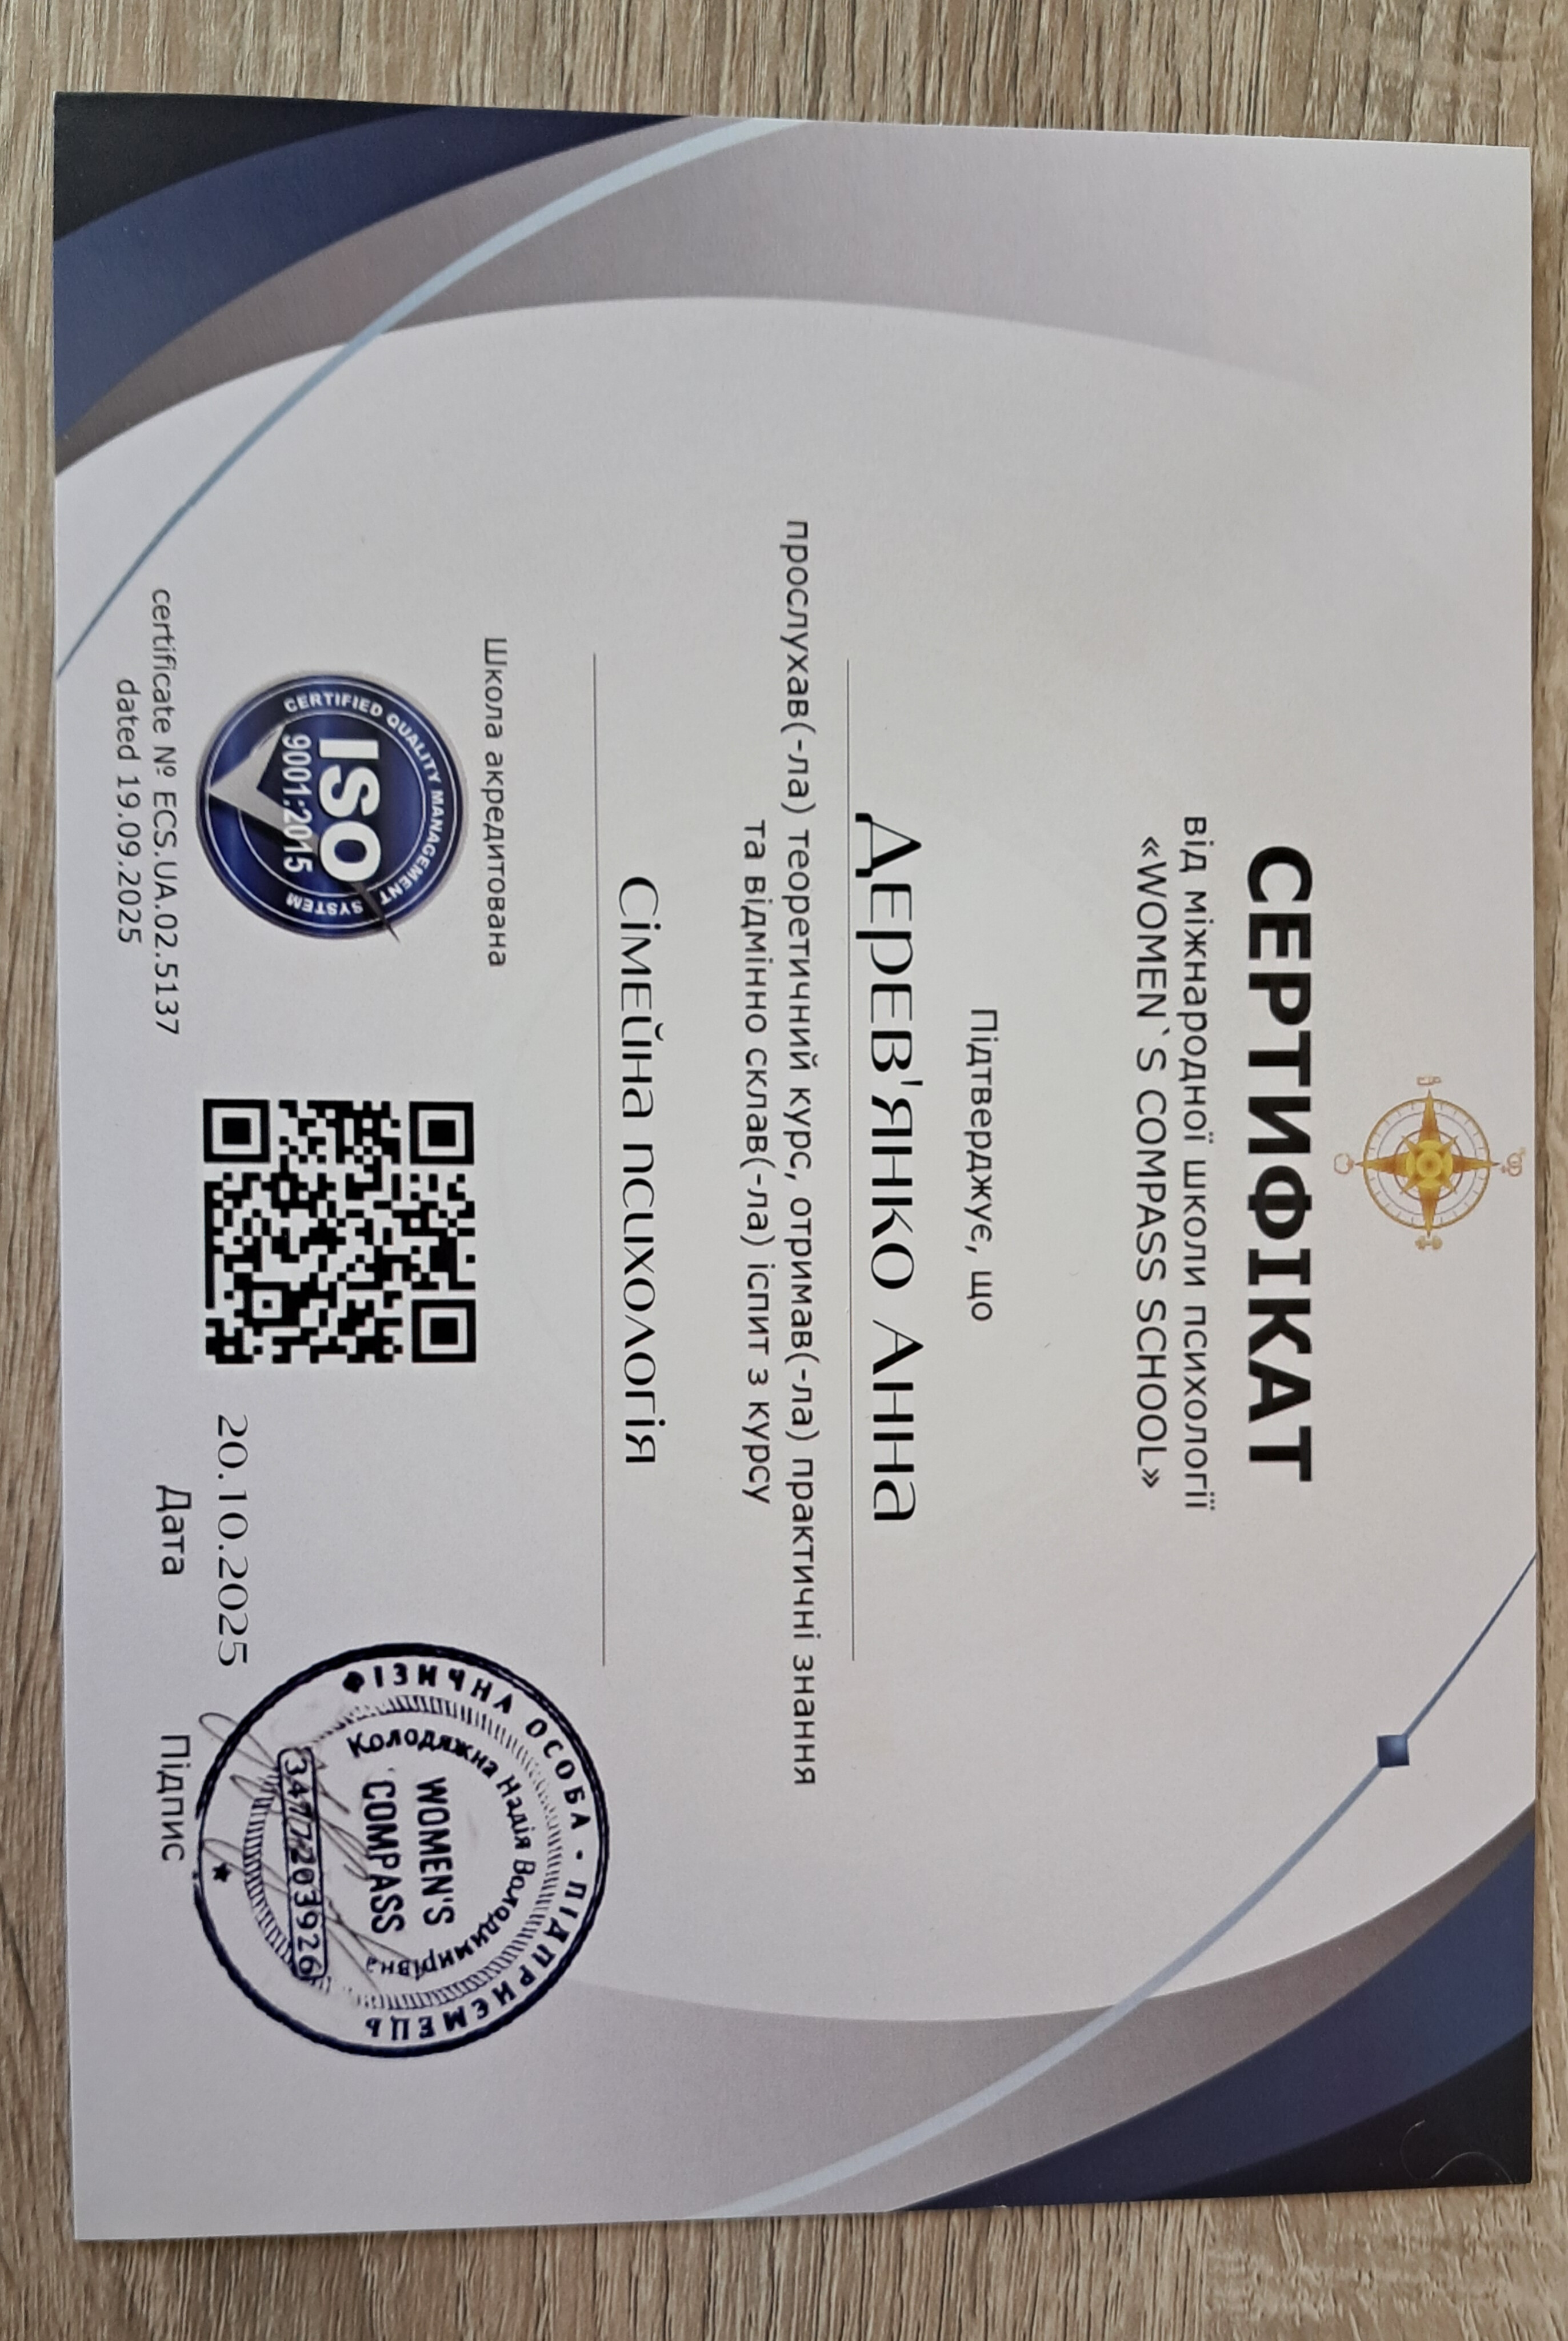 СЕРТИФІКАТ
від міжнародної школи психології
«WOMEN`S COMPASS SCHOOL»
Підтверджує, що
Дерев'янко Анна
прослухав(-ла) теоретичний курс, отримав(-ла) практичні знання
та відмінно склав(-ла) іспит з курсу
Сімейна психологія
Школа акредитована
CERTIFIED QUALITY MANAGEMENT SYSTEM
ISO
9001:2015
certificate № ECS.UA.02.5137
dated 19.09.2025
20.10.2025
Дата
Підпис
ФІЗИЧНА ОСОБА - ПІДПРИЄМЕЦЬ
Колодяжна Надія Володимирівна
WOMEN'S
COMPASS
3477203926